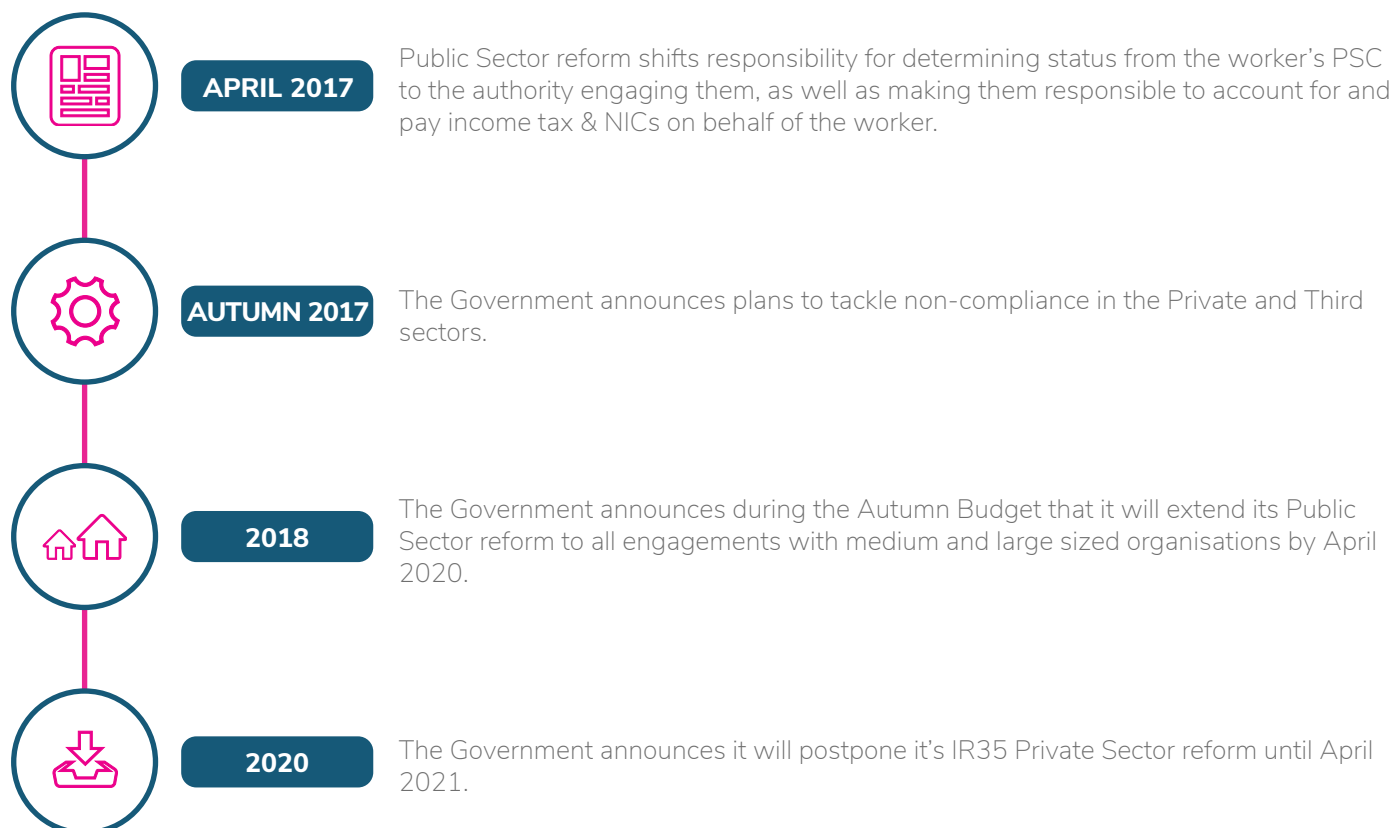 APRIL 2017
Public Sector reform shifts responsibility for determining status from the worker’s PSC
to the authority engaging them, as well as making them responsible to account for and
pay income tax & NICs on behalf of the worker.
AUTUMN 2017
The Government announces plans to tackle non-compliance in the Private and Third
sectors.
2018
The Government announces during the Autumn Budget that it will extend its Public
Sector reform to all engagements with medium and large sized organisations by April
2020.
2020
The Government announces it will postpone it’s IR35 Private Sector reform until April
2021.